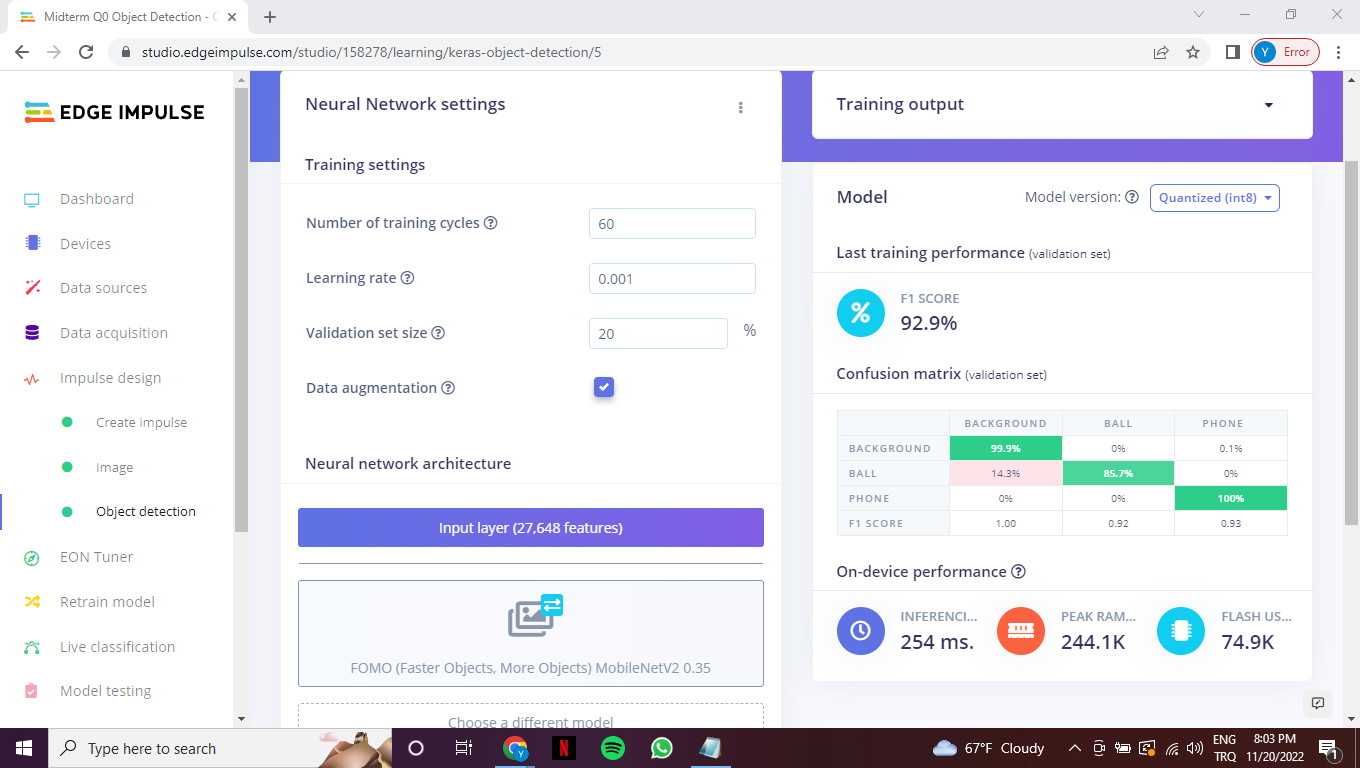 Midterm Q0 Object Detection - C
studio.edgeimpulse.com/studio/158278/learning/keras-object-detection/5
Y Error
EDGE IMPULSE
Dashboard
Devices
Data sources
Data acquisition
Impulse design
Create impulse
Image
Object detection
EON Tuner
Retrain model
Live classification
Model testing
Neural Network settings
Training settings
Number of training cycles ?
60
Learning rate ?
0.001
Validation set size ?
20 %
Data augmentation ?
Neural network architecture
Input layer (27,648 features)
FOMO (Faster Objects, More Objects) MobileNetV2 0.35
Choose a different model
Training output
Model
Model version: ? Quantized (int8)
Last training performance (validation set)
%
F1 SCORE
92.9%
Confusion matrix (validation set)
BACKGROUND BALL PHONE
BACKGROUND 99.9% 0% 0.1%
BALL 14.3% 85.7% 0%
PHONE 0% 0% 100%
F1 SCORE 1.00 0.92 0.93
On-device performance ?
INFERENCI... PEAK RAM... FLASH US...
254 ms. 244.1K 74.9K
Type here to search
Y
N
67°F Cloudy
ENG
TRQ
8:03 PM
11/20/2022
1